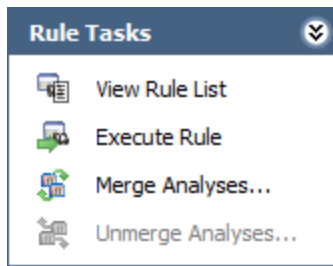 Rule Tasks
View Rule List
Execute Rule
Merge Analyses...
Unmerge Analyses...